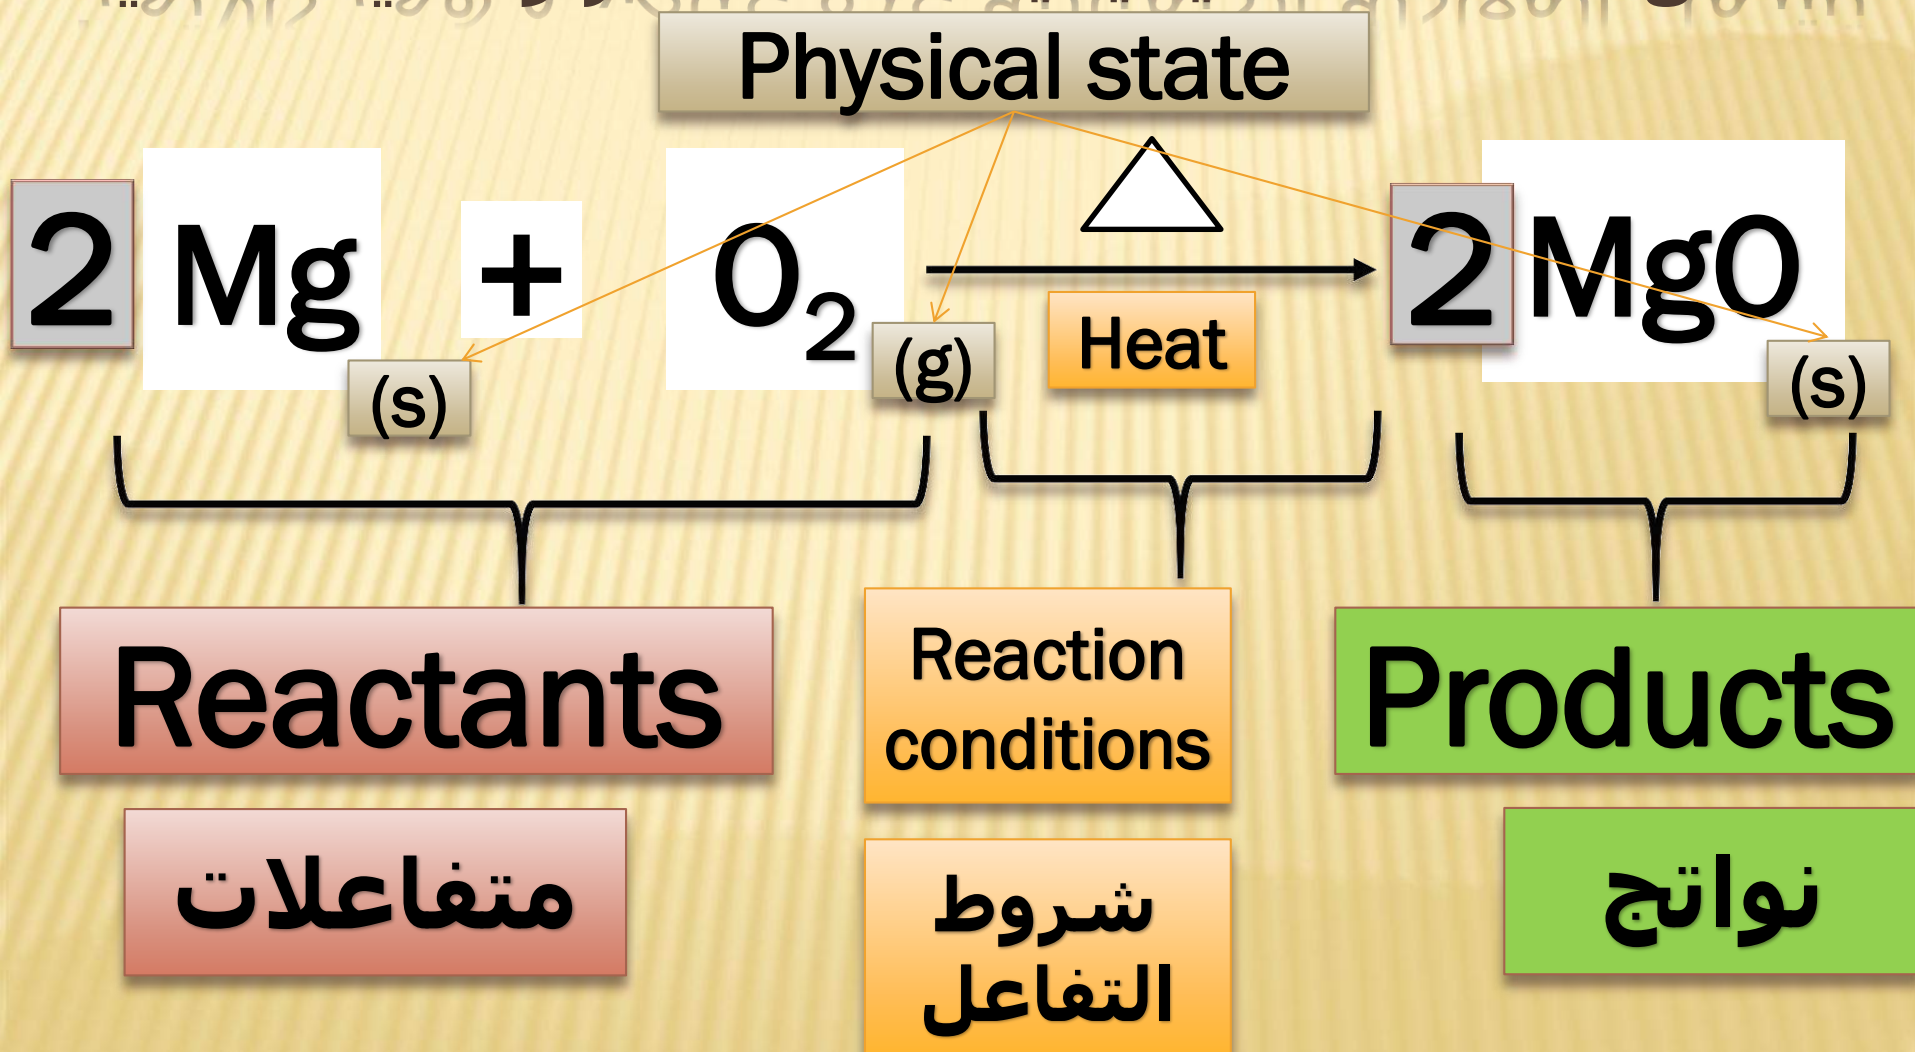 Physical state
2 Mg + O₂ 2 MgO
(s) (g) Heat (s)
Reactants
Reaction
conditions
Products
متفاعلات
شروط
التفاعل
نواتج